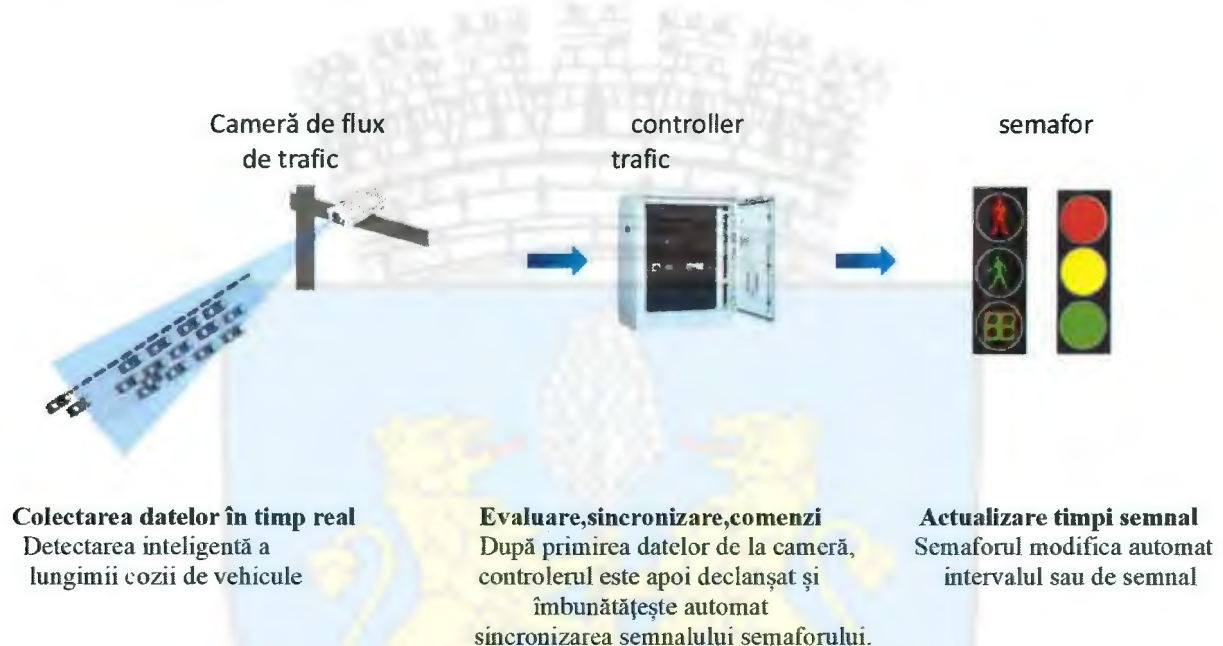 Cameră de flux
de trafic
controller
trafic
semafor
Colectarea datelor în timp real
Detectarea inteligentă a
lungimii cozii de vehicule
Evaluare,sincronizare,comenzi
După primirea datelor de la cameră,
controlerul este apoi declanșat și
îmbunătățește automat
sincronizarea semnalului semaforului.
Actualizare timpi semnal
Semaforul modifica automat
intervalul sau de semnal